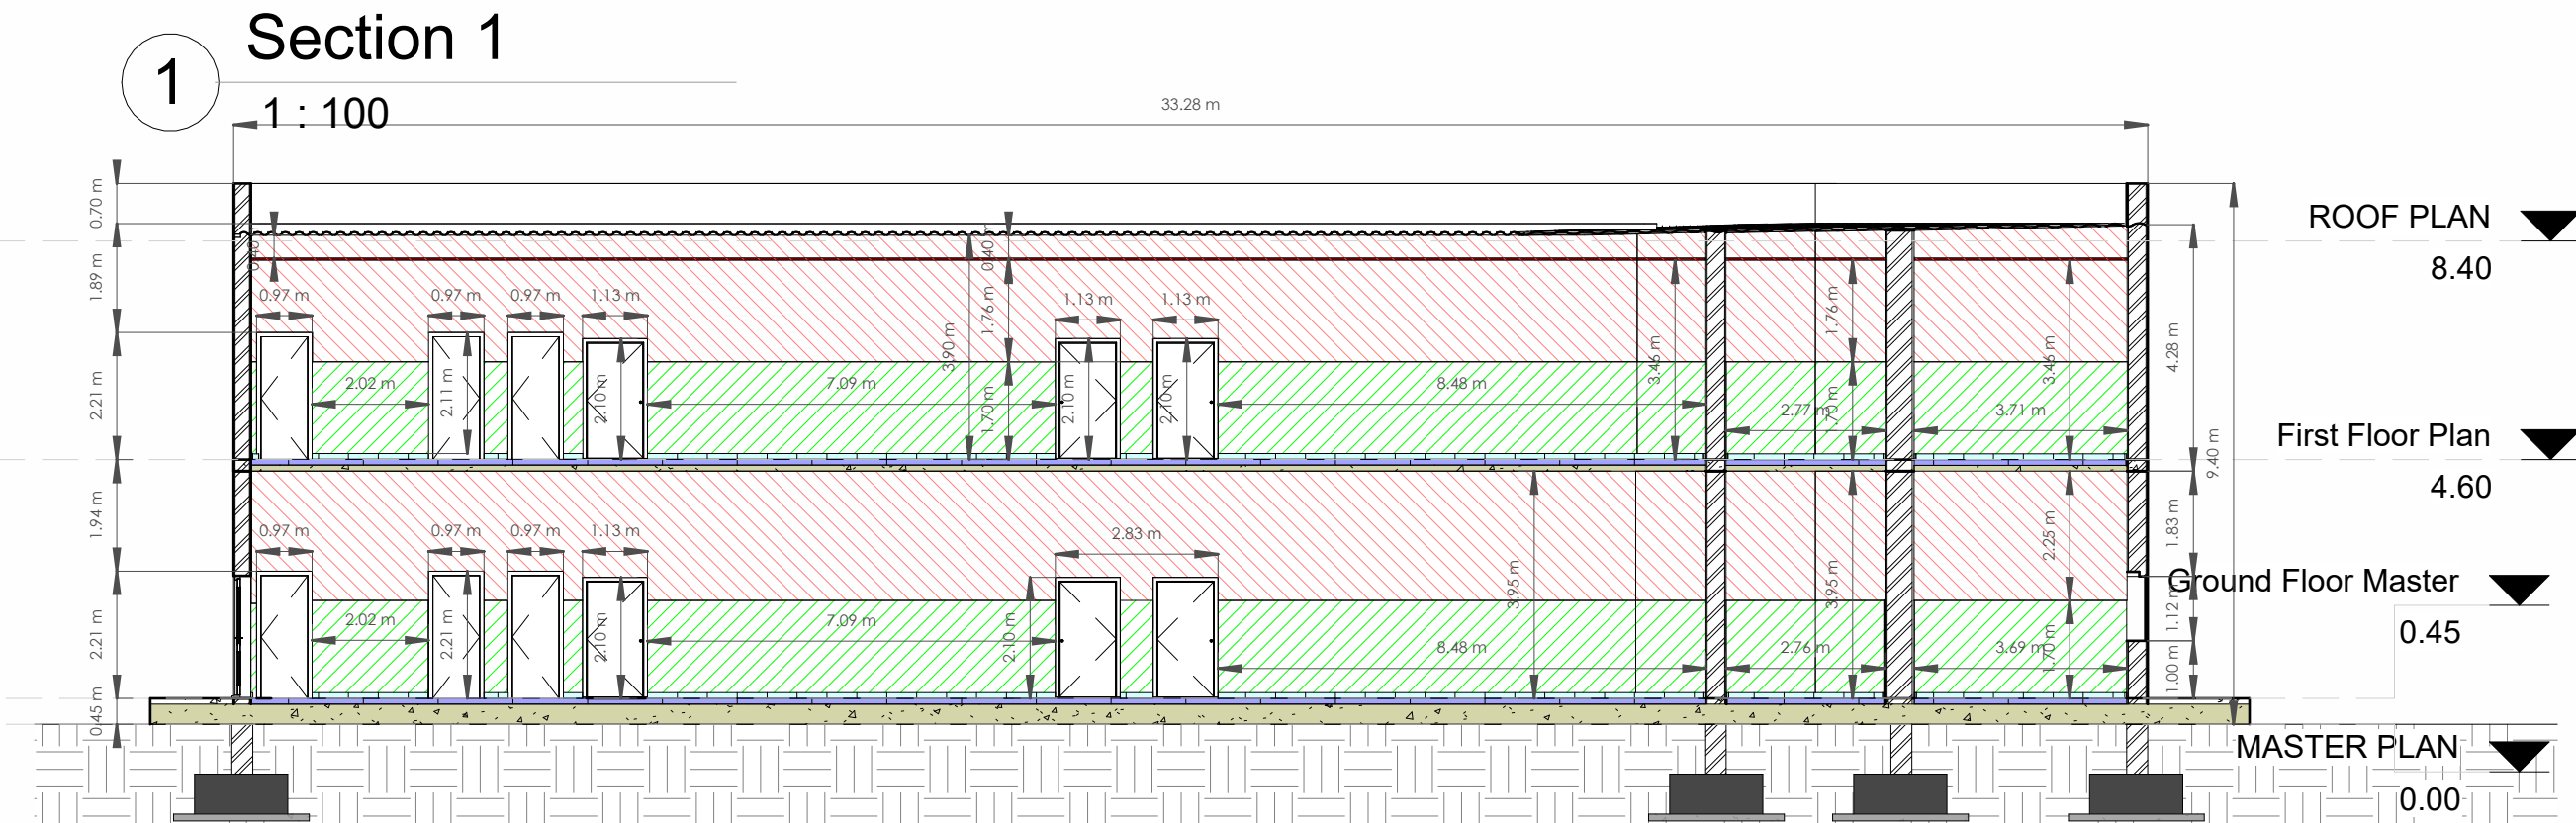 Section 1
1
1 : 100
33.28 m
0.70 m
1.89 m
2.21 m
1.94 m
2.21 m
0.45 m
0.40 m
0.40 m
0.97 m
0.97 m
0.97 m
1.13 m
1.13 m
1.13 m
3.90 m
1.76 m
1.70 m
2.02 m
2.11 m
2.10 m
7.09 m
2.10 m
2.10 m
8.48 m
3.46 m
1.76 m
2.77 m
1.70 m
3.46 m
3.71 m
4.28 m
9.40 m
0.97 m
0.97 m
0.97 m
1.13 m
2.83 m
2.02 m
2.21 m
2.10 m
7.09 m
2.10 m
8.48 m
3.95 m
3.95 m
2.76 m
2.25 m
3.69 m
1.70 m
1.83 m
1.12 m
1.00 m
ROOF PLAN
8.40
First Floor Plan
4.60
Ground Floor Master
0.45
MASTER PLAN
0.00